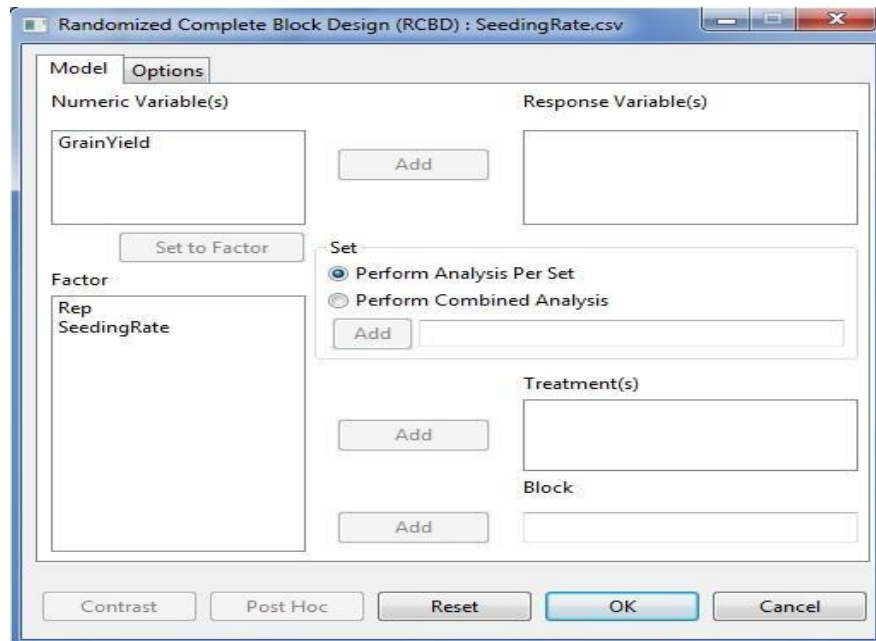 Randomized Complete Block Design (RCBD) : SeedingRate.csv
Model Options
Numeric Variable(s)
Response Variable(s)
GrainYield
Add
Set to Factor
Set
Perform Analysis Per Set
Factor
Perform Combined Analysis
Rep
SeedingRate
Add
Treatment(s)
Add
Block
Add
Contrast Post Hoc Reset OK Cancel